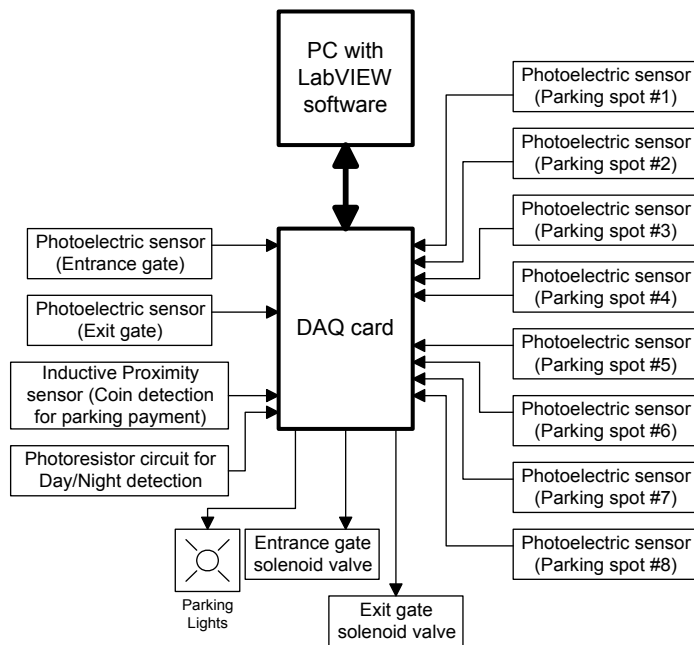 PC with
LabVIEW
software
Photoelectric sensor
(Parking spot #1)
Photoelectric sensor
(Parking spot #2)
Photoelectric sensor
(Parking spot #3)
Photoelectric sensor
(Parking spot #4)
Photoelectric sensor
(Parking spot #5)
Photoelectric sensor
(Parking spot #6)
Photoelectric sensor
(Parking spot #7)
Photoelectric sensor
(Parking spot #8)
Photoelectric sensor
(Entrance gate)
Photoelectric sensor
(Exit gate)
Inductive Proximity
sensor (Coin detection
for parking payment)
Photoresistor circuit for
Day/Night detection
DAQ card
Parking
Lights
Entrance gate
solenoid valve
Exit gate
solenoid valve